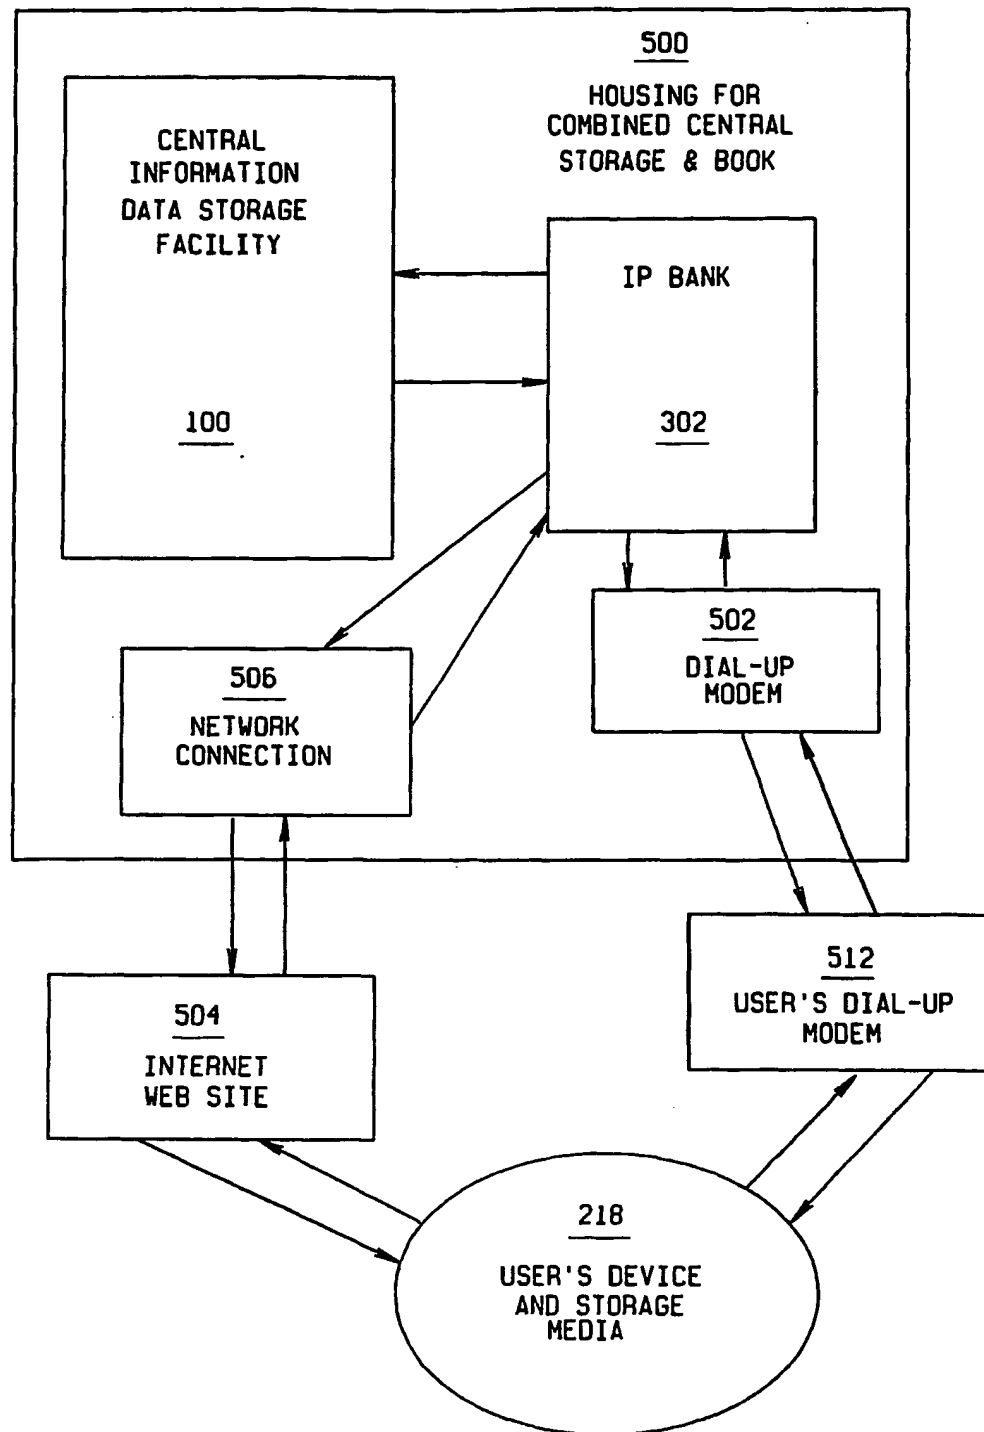 500
HOUSING FOR
COMBINED CENTRAL
STORAGE & BOOK
CENTRAL
INFORMATION
DATA STORAGE
FACILITY
100
IP BANK
302
502
DIAL-UP
MODEM
506
NETWORK
CONNECTION
504
INTERNET
WEB SITE
512
USER'S DIAL-UP
MODEM
218
USER'S DEVICE
AND STORAGE
MEDIA